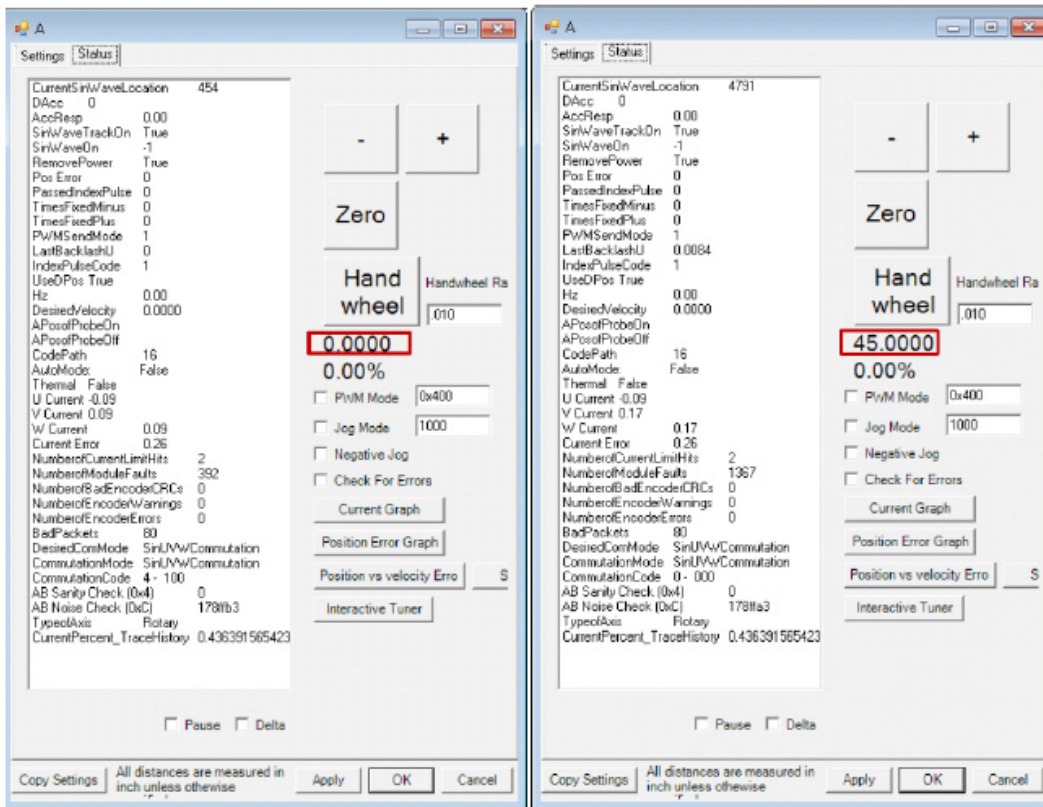 A
Settings Status
CurrentSinWaveLocation 454
DAcc 0
AccResp 0.00
SinWaveTrackOn True
SinWaveOn -1
RemovePower True
Pos Error 0
PassedIndexPulse 0
TimesFixedMinus 0
TimesFixedPlus 0
PWMSendMode 1
LastBacklashU 0
IndexPulseCode 1
UseDPos True
Hz 0.00
DesiredVelocity 0.0000
APosofProbeOn
APosofProbeOff
CodePath 16
AutoMode: False
Thermal False
U Current -0.09
V Current 0.09
W Current 0.09
Current Error 0.26
NumberofCurrentLimitHits 2
NumberofModuleFaults 392
NumberofBadEncoderCRCs 0
NumberofEncoderWarnings 0
NumberofEncoderErrors 0
BadPackets 80
DesiredComMode SinUVWCommutation
CommutationMode SinUVWCommutation
CommutationCode 4 - 100
AB Sanity Check (0x4) 0
AB Noise Check (0xC) 178ffb3
TypeofAxis Rotary
CurrentPercent_TraceHistory 0.436391565423
- +
Zero
Hand
wheel
Handwheel Ra
.010
0.0000
0.00%
PWM Mode 0x400
Jog Mode 1000
Negative Jog
Check For Errors
Current Graph
Position Error Graph
Position vs velocity Erro S
Interactive Tuner
Pause Delta
Copy Settings
All distances are measured in
inch unless othewise
Apply OK Cancel
A
Settings Status
CurrentSinWaveLocation 4791
DAcc 0
AccResp 0.00
SinWaveTrackOn True
SinWaveOn -1
RemovePower True
Pos Error 0
PassedIndexPulse 0
TimesFixedMinus 0
TimesFixedPlus 0
PWMSendMode 1
LastBacklashU 0.0084
IndexPulseCode 1
UseDPos True
Hz 0.00
DesiredVelocity 0.0000
APosofProbeOn
APosofProbeOff
CodePath 16
AutoMode: False
Thermal False
U Current -0.09
V Current 0.17
W Current 0.17
Current Error 0.26
NumberofCurrentLimitHits 2
NumberofModuleFaults 1367
NumberofBadEncoderCRCs 0
NumberofEncoderWarnings 0
NumberofEncoderErrors 0
BadPackets 80
DesiredComMode SinUVWCommutation
CommutationMode SinUVWCommutation
CommutationCode 0 - 000
AB Sanity Check (0x4) 0
AB Noise Check (0xC) 178ffa3
TypeofAxis Rotary
CurrentPercent_TraceHistory 0.436391565423
- +
Zero
Hand
wheel
Handwheel Ra
.010
45.0000
0.00%
PWM Mode 0x400
Jog Mode 1000
Negative Jog
Check For Errors
Current Graph
Position Error Graph
Position vs velocity Erro S
Interactive Tuner
Pause Delta
Copy Settings
All distances are measured in
inch unless othewise
Apply OK Cancel